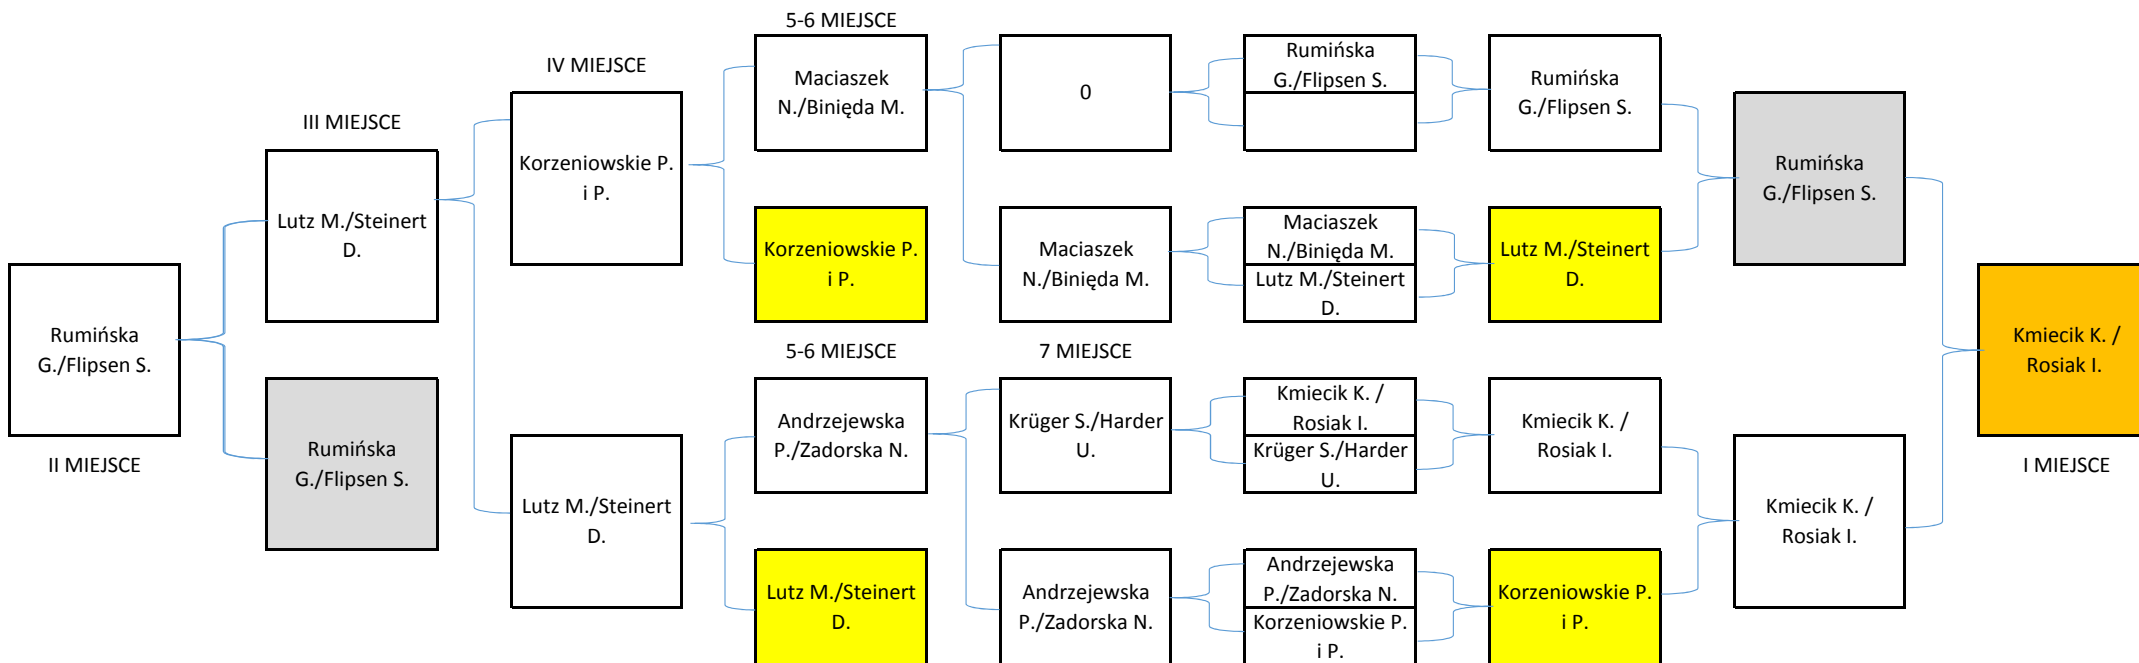 5-6 MIEJSCE
Maciaszek
N./Binięda M.
0
Rumińska
G./Flipsen S.
Rumińska
G./Flipsen S.
IV MIEJSCE
III MIEJSCE
Korzeniowskie P.
i P.
Rumińska
G./Flipsen S.
Lutz M./Steinert
D.
Korzeniowskie P.
i P.
Maciaszek
N./Binięda M.
Maciaszek
N./Binięda M.
Lutz M./Steinert
D.
Lutz M./Steinert
D.
Rumińska
G./Flipsen S.
II MIEJSCE
Rumińska
G./Flipsen S.
Kmiecik K. /
Rosiak I.
I MIEJSCE
5-6 MIEJSCE
7 MIEJSCE
Andrzejewska
P./Zadorska N.
Krüger S./Harder
U.
Kmiecik K. /
Rosiak I.
Krüger S./Harder
U.
Kmiecik K. /
Rosiak I.
Lutz M./Steinert
D.
Kmiecik K. /
Rosiak I.
Lutz M./Steinert
D.
Andrzejewska
P./Zadorska N.
Andrzejewska
P./Zadorska N.
Korzeniowskie P.
i P.
Korzeniowskie P.
i P.